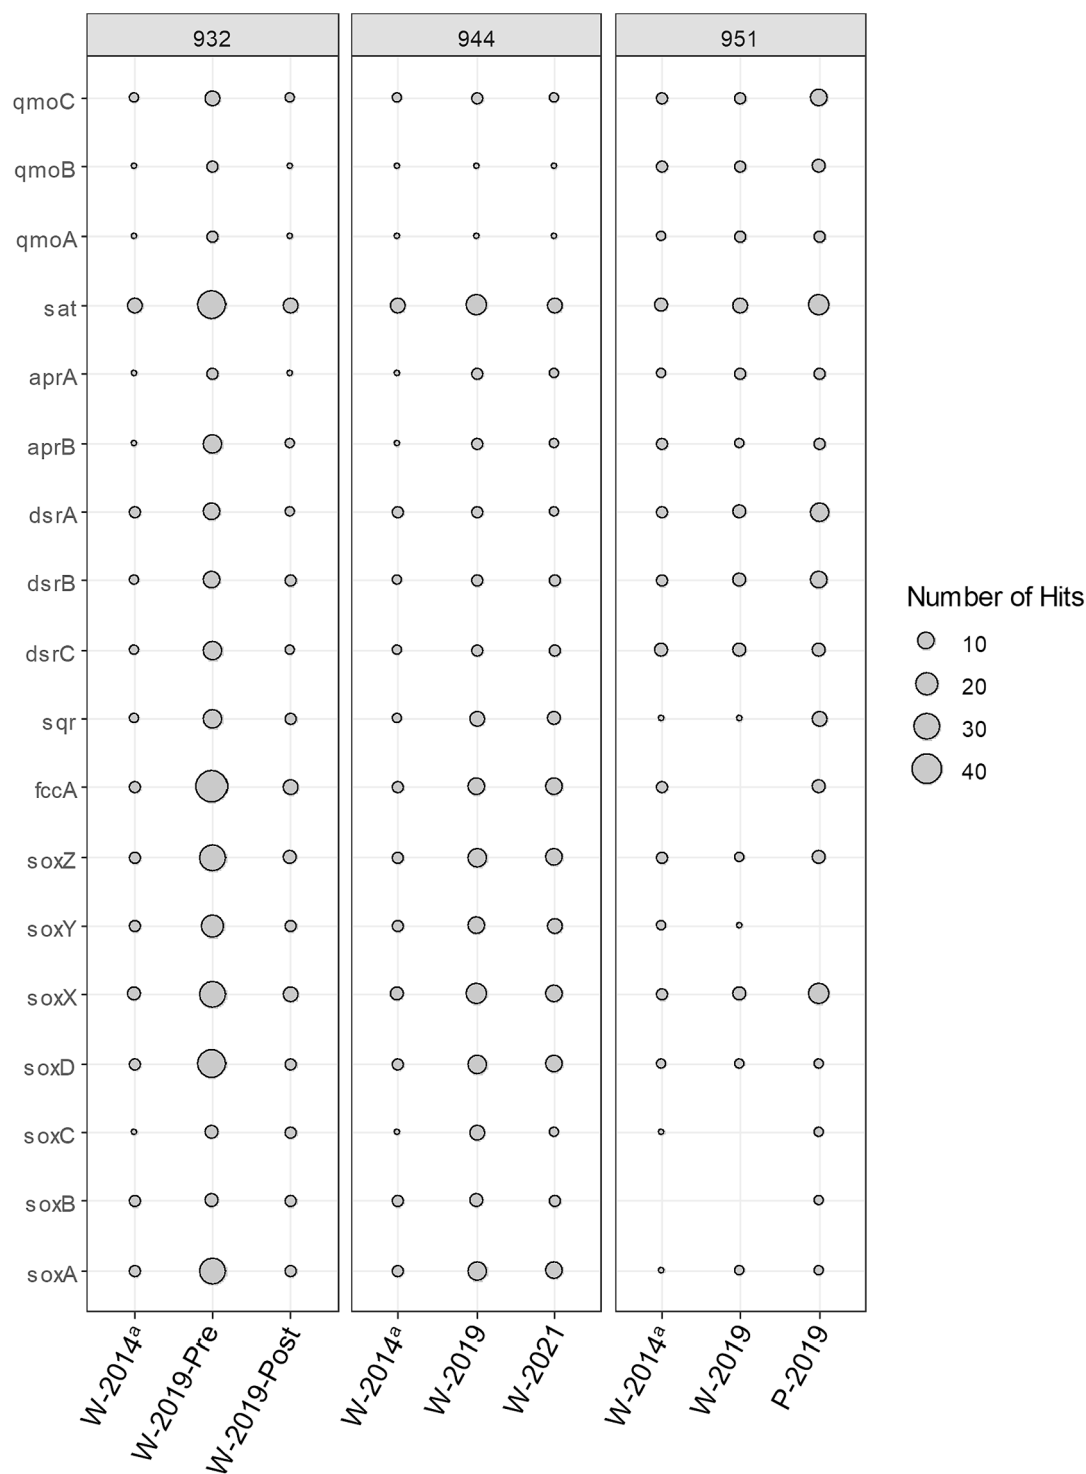 932 944 951
qmoC
qmoB
qmoA
sat
aprA
aprB
dsrA
dsrB
dsrC
sqr
fccA
soxZ
soxY
soxX
soxD
soxC
soxB
soxA
Number of Hits
10
20
30
40
W-2014ª W-2019-Pre W-2019-Post W-2014ª W-2019 W-2021 W-2014ª W-2019 P-2019